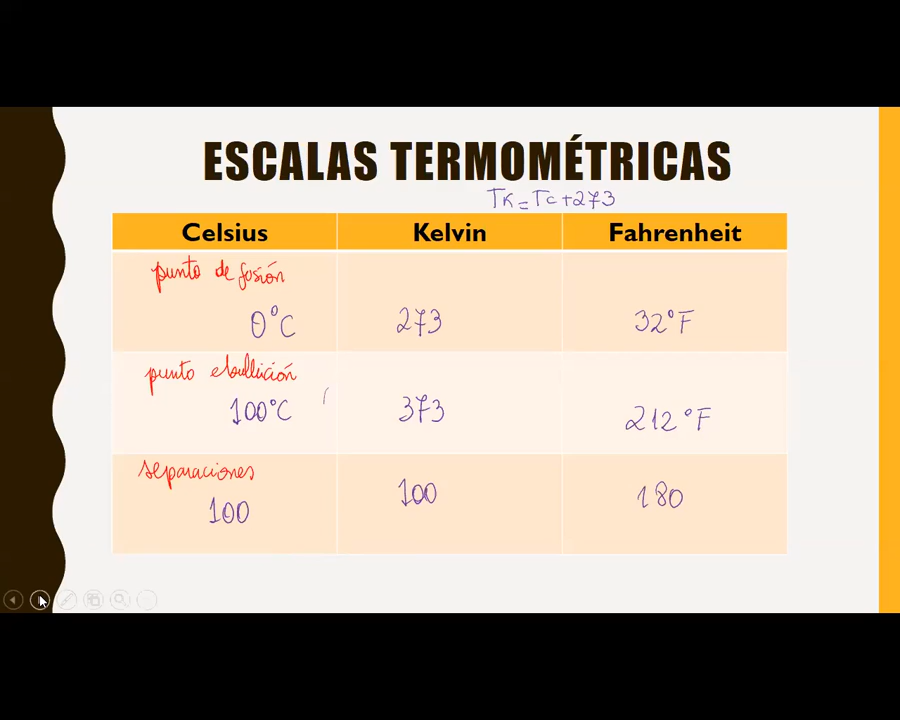 ESCALAS TERMOMÉTRICAS
TK = TC + 273
Celsius Kelvin Fahrenheit
punto de fusión
0°C 273 32°F
punto ebullición
100°C 373 212°F
separaciones
100 100 180